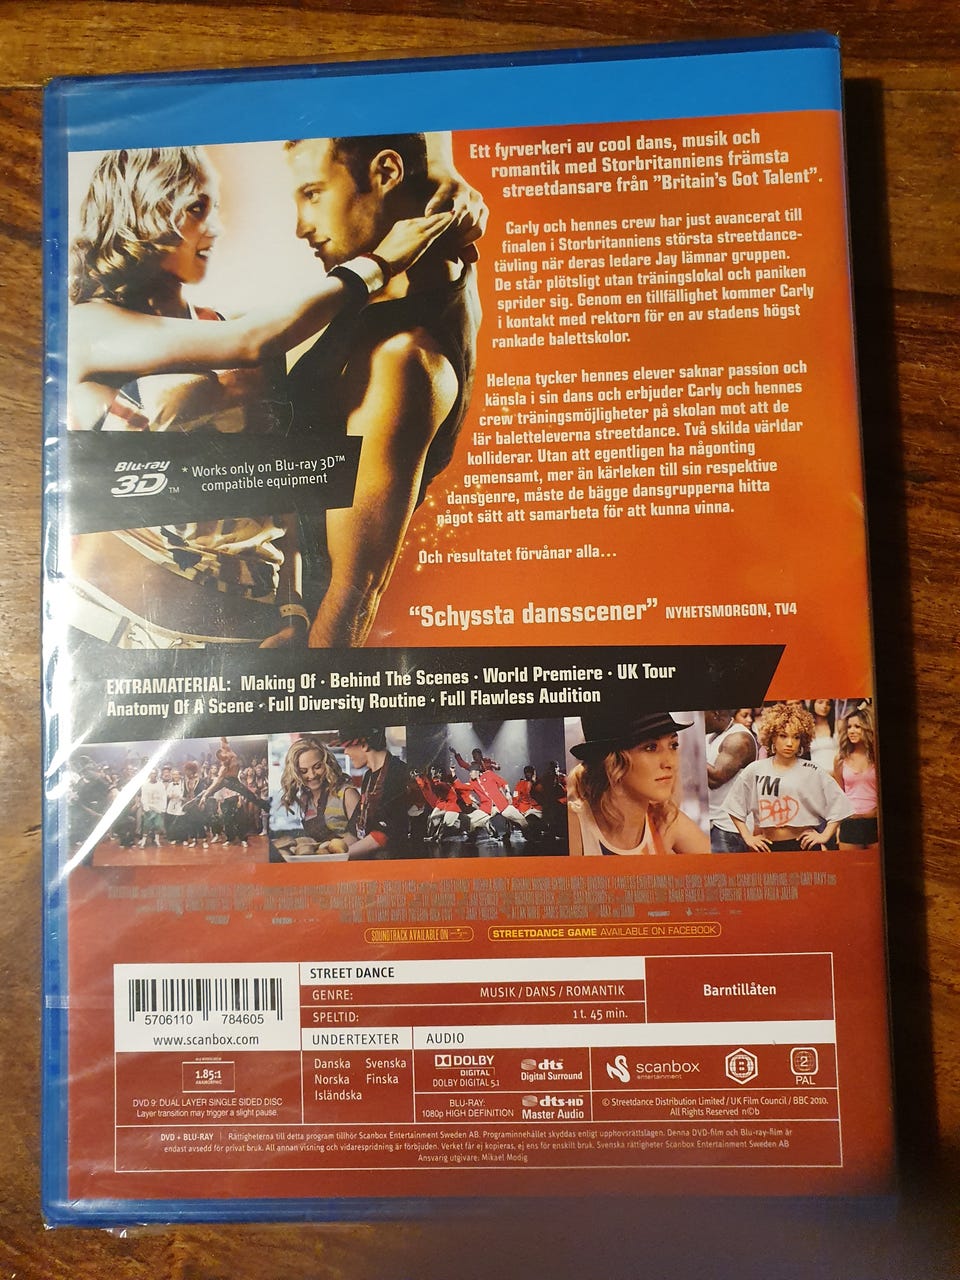 Ett fyrverkeri av cool dans, musik och
romantik med Storbritanniens främsta
streetdansare från ”Britain's Got Talent”.
Carly och hennes crew har just avancerat till
finalen i Storbritanniens största streetdance-
tävling när deras ledare Jay lämnar gruppen.
De står plötsligt utan träningslokal och paniken
sprider sig. Genom en tillfällighet kommer Carly
i kontakt med rektorn för en av stadens högst
rankade balettskolor.
Helena tycker hennes elever saknar passion och
känsla i sin dans och erbjuder Carly och hennes
crew träningsmöjligheter på skolan mot att de
lär baletteleverna streetdance. Två skilda världar
kolliderar. Utan att egentligen ha någonting
gemensamt, mer än kärleken till sin respektive
dansgenre, måste de bägge dansgrupperna hitta
något sätt att samarbeta för att kunna vinna.
Och resultatet förvånar alla...
Blu-ray 3D™
* Works only on Blu-ray 3D™
compatible equipment
“Schyssta dansscener” NYHETSMORGON, TV4
EXTRAMATERIAL: Making Of · Behind The Scenes · World Premiere · UK Tour
Anatomy Of A Scene · Full Diversity Routine · Full Flawless Audition
I'M
BAD
SOUNDTRACK AVAILABLE ON
STREETDANCE GAME AVAILABLE ON FACEBOOK
5706110 784605
www.scanbox.com
STREET DANCE
GENRE: MUSIK / DANS / ROMANTIK
SPELTID: 1 t. 45 min.
Barntillåten
UNDERTEXTER
Danska Svenska
Norska Finska
Isländska
AUDIO
DOLBY
DIGITAL
DOLBY DIGITAL 5.1
dts
Digital Surround
BLU-RAY:
1080p HIGH DEFINITION
dts-HD
Master Audio
scanbox
entertainment
B
2
PAL
1.85:1
ANAMORPHIC
DVD 9: DUAL LAYER SINGLE SIDED DISC
Layer transition may trigger a slight pause.
© Streetdance Distribution Limited / UK Film Council / BBC 2010.
All Rights Reserved n©b
DVD + BLU-RAY | Rättigheterna till detta program tillhör Scanbox Entertainment Sweden AB. Programinnehållet skyddas enligt upphovsrättslagen. Denna DVD-film och Blu-ray-film är
endast avsedd för privat bruk. All annan visning och vidarespridning är förbjuden. Verket får ej kopieras, ej ens för enskilt bruk. Svenska rättigheter Scanbox Entertainment Sweden AB
Ansvarig utgivare: Mikael Modig